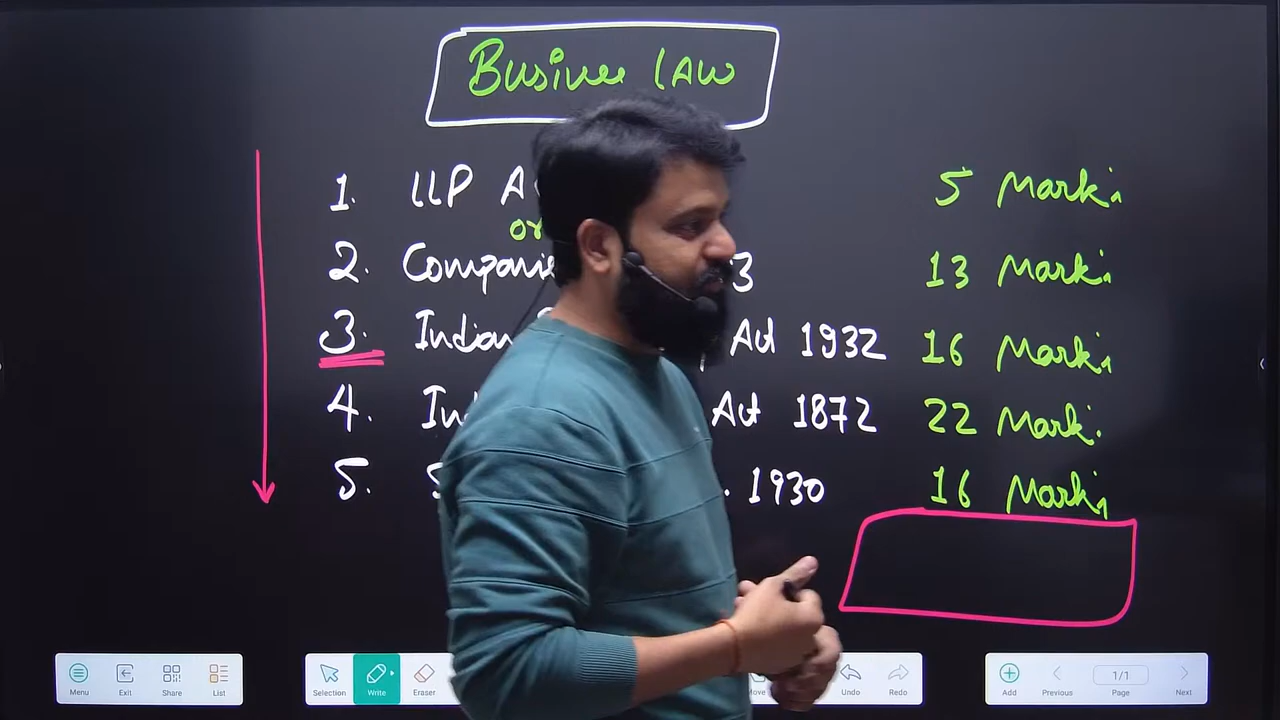 Business LAW
1. LLP A 5 Marks
or
2. Companie 3 13 Marks
3. Indian Act 1932 16 Marks
4. In Act 1872 22 Marks
5. S . 1930 16 Marks
Menu Exit Share List Selection Write Eraser Move Undo Redo Add Previous 1/1 Page Next